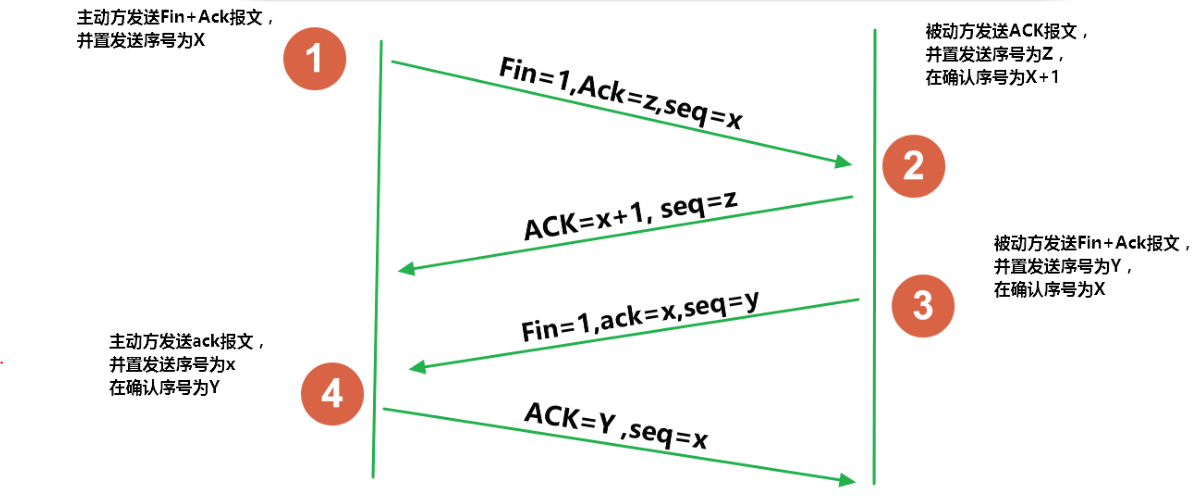 主动方发送Fin+Ack报文，
并置发送序号为X
1
Fin=1,Ack=z,seq=x
被动方发送ACK报文，
并置发送序号为Z，
在确认序号为X+1
2
ACK=x+1, seq=z
被动方发送Fin+Ack报文，
并置发送序号为Y，
在确认序号为X
3
Fin=1,ack=x,seq=y
主动方发送ack报文，
并置发送序号为x
在确认序号为Y
4
ACK=Y ,seq=x